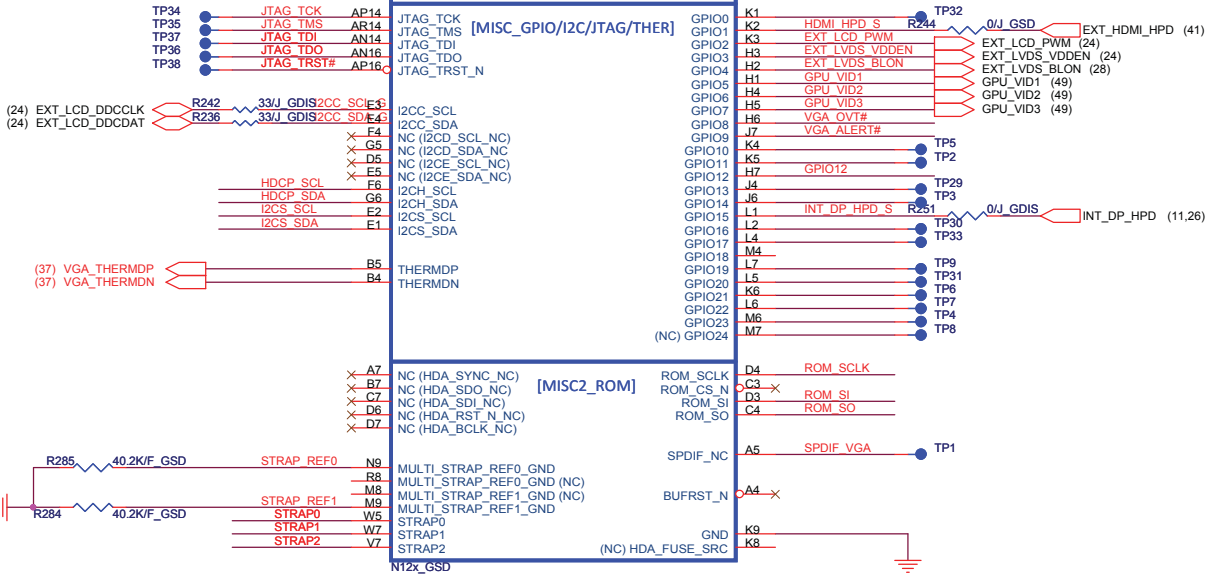 TP34 JTAG_TCK AP14 JTAG_TCK [MISC_GPIO/I2C/JTAG/THER] GPIO0 K1 TP32
TP35 JTAG_TMS AR14 JTAG_TMS GPIO1 K2 HDMI_HPD_S R244 0/J_GSD EXT_HDMI_HPD (41)
TP37 JTAG_TDI AN14 JTAG_TDI GPIO2 K3 EXT_LCD_PWM EXT_LCD_PWM (24)
TP36 JTAG_TDO AN16 JTAG_TDO GPIO3 H3 EXT_LVDS_VDDEN EXT_LVDS_VDDEN (24)
TP38 JTAG_TRST# AP16 JTAG_TRST_N GPIO4 H2 EXT_LVDS_BLON EXT_LVDS_BLON (28)
GPIO5 H1 GPU_VID1 GPU_VID1 (49)
GPIO6 H4 GPU_VID2 GPU_VID2 (49)
(24) EXT_LCD_DDCCLK R242 33/J_GDIS I2CC_SCL_G E3 I2CC_SCL GPIO7 H5 GPU_VID3 GPU_VID3 (49)
(24) EXT_LCD_DDCDAT R236 33/J_GDIS I2CC_SDA_G E4 I2CC_SDA GPIO8 H6 VGA_OVT#
F4 NC (I2CD_SCL_NC) GPIO9 J7 VGA_ALERT#
G5 NC (I2CD_SDA_NC GPIO10 K4 TP5
D5 NC (I2CE_SCL_NC) GPIO11 K5 TP2
E5 NC (I2CE_SDA_NC) GPIO12 H7 GPIO12
HDCP_SCL F6 I2CH_SCL GPIO13 J4 TP29
HDCP_SDA G6 I2CH_SDA GPIO14 J6 TP3
I2CS_SCL E2 I2CS_SCL GPIO15 L1 INT_DP_HPD_S R251 0/J_GDIS INT_DP_HPD (11,26)
I2CS_SDA E1 I2CS_SDA GPIO16 L2 TP30
GPIO17 L4 TP33
GPIO18 M4
(37) VGA_THERMDP B5 THERMDP GPIO19 L7 TP9
(37) VGA_THERMDN B4 THERMDN GPIO20 L5 TP31
GPIO21 K6 TP6
GPIO22 L6 TP7
GPIO23 M6 TP4
(NC) GPIO24 M7 TP8
A7 NC (HDA_SYNC_NC) [MISC2_ROM] ROM_SCLK D4 ROM_SCLK
B7 NC (HDA_SDO_NC) ROM_CS_N C3
C7 NC (HDA_SDI_NC) ROM_SI D3 ROM_SI
D6 NC (HDA_RST_N_NC) ROM_SO C4 ROM_SO
D7 NC (HDA_BCLK_NC)
SPDIF_NC A5 SPDIF_VGA TP1
R285 40.2K/F_GSD STRAP_REF0 N9 MULTI_STRAP_REF0_GND
R8 MULTI_STRAP_REF0_GND (NC)
M8 MULTI_STRAP_REF1_GND (NC) BUFRST_N A4
R284 40.2K/F_GSD STRAP_REF1 M9 MULTI_STRAP_REF1_GND
STRAP0 W5 STRAP0
STRAP1 W7 STRAP1 GND K9
STRAP2 V7 STRAP2 (NC) HDA_FUSE_SRC K8
N12x_GSD